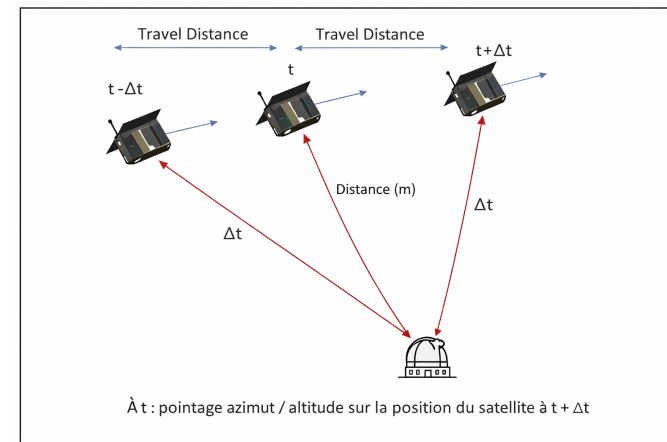 Travel Distance
Travel Distance
t
t+Δt
t-Δt
Distance (m)
Δt
Δt
À t : pointage azimut / altitude sur la position du satellite à t + Δt